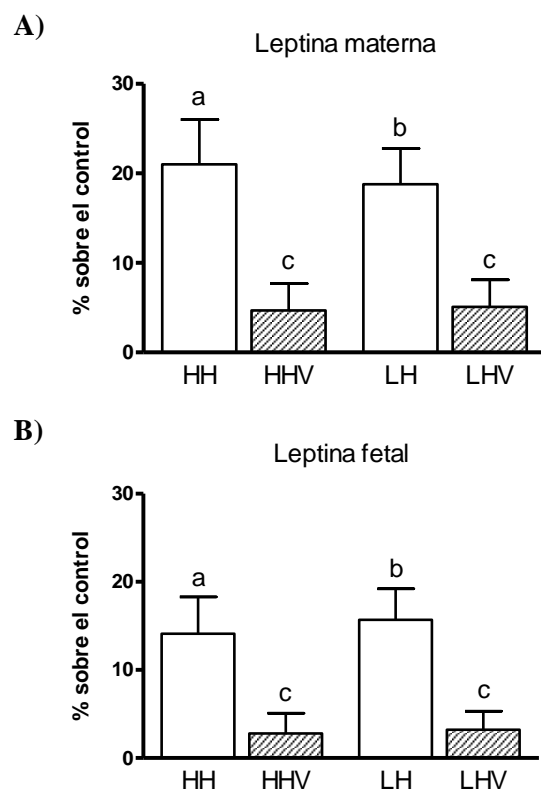 A)
Leptina materna
30
20
10
0
% sobre el control
a
c
b
c
HH HHV LH LHV
B)
Leptina fetal
30
20
10
0
% sobre el control
a
c
b
c
HH HHV LH LHV